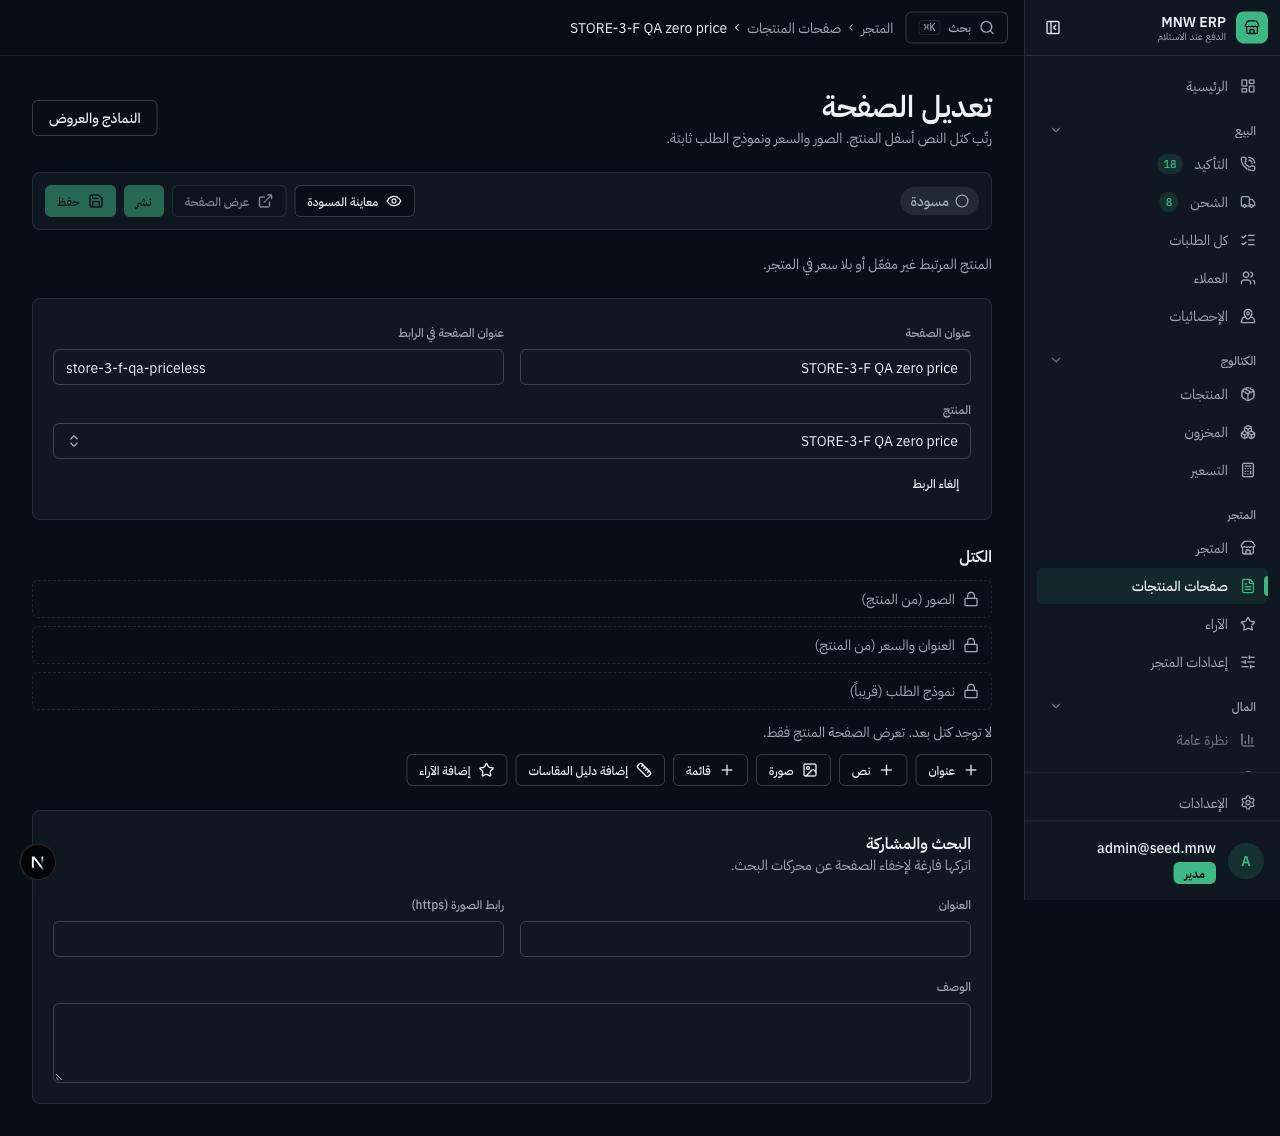 MNW ERP
الدفع عند الاستلام
بحث ⌘K
المتجر › صفحات المنتجات › STORE-3-F QA zero price
الرئيسية
البيع
التأكيد 18
الشحن 8
كل الطلبات
العملاء
الإحصائيات
الكتالوج
المنتجات
المخزون
التسعير
المتجر
المتجر
صفحات المنتجات
الآراء
إعدادات المتجر
المال
نظرة عامة
الإعدادات
admin@seed.mnw
A
مدير
تعديل الصفحة
رتّب كتل النص أسفل المنتج. الصور والسعر ونموذج الطلب ثابتة.
النماذج والعروض
مسودة
معاينة المسودة
عرض الصفحة
نشر
حفظ
المنتج المرتبط غير مفعّل أو بلا سعر في المتجر.
عنوان الصفحة
STORE-3-F QA zero price
عنوان الصفحة في الرابط
store-3-f-qa-priceless
المنتج
STORE-3-F QA zero price
إلغاء الربط
الكتل
الصور (من المنتج)
العنوان والسعر (من المنتج)
نموذج الطلب (قريباً)
لا توجد كتل بعد. تعرض الصفحة المنتج فقط.
عنوان
نص
صورة
قائمة
إضافة دليل المقاسات
إضافة الآراء
البحث والمشاركة
اتركها فارغة لإخفاء الصفحة عن محركات البحث.
العنوان
رابط الصورة (https)
الوصف
N